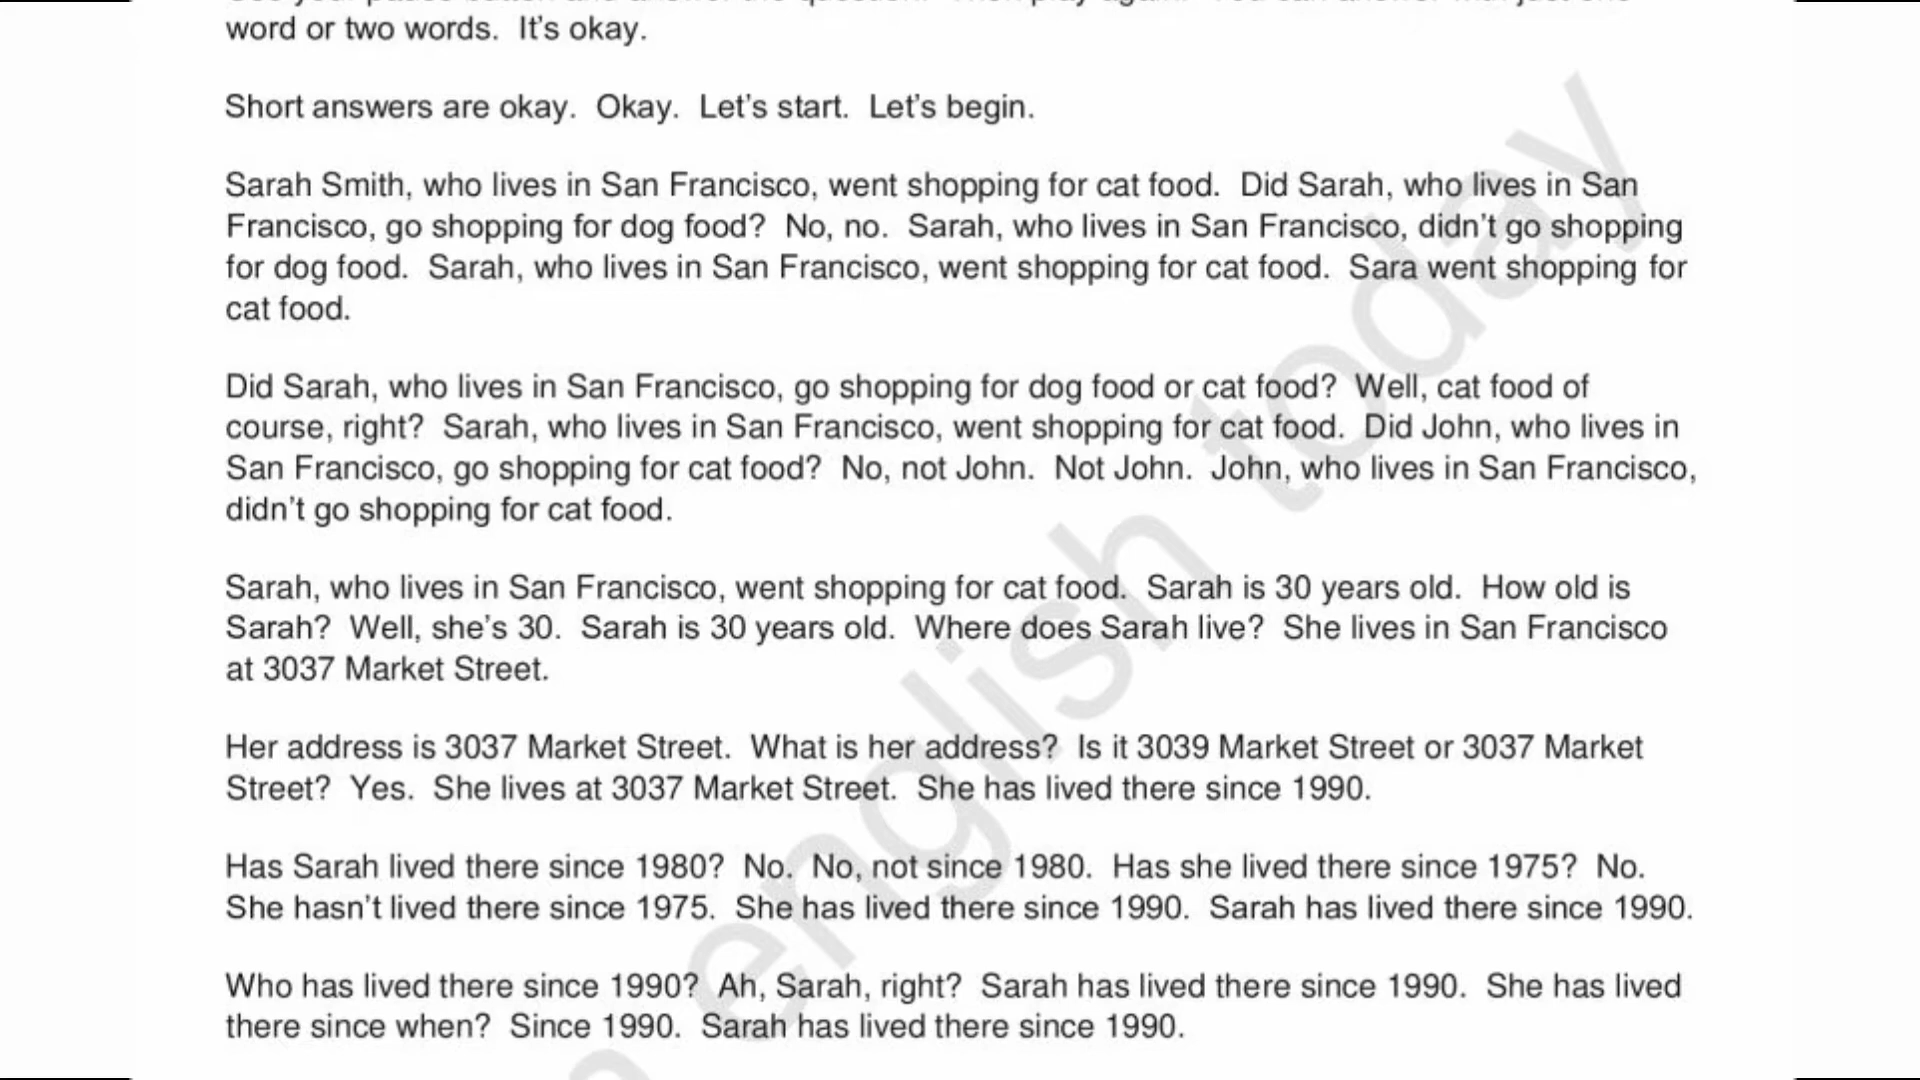 word or two words.  It's okay.
Short answers are okay.  Okay.  Let's start.  Let's begin.
Sarah Smith, who lives in San Francisco, went shopping for cat food.  Did Sarah, who lives in San
Francisco, go shopping for dog food?  No, no.  Sarah, who lives in San Francisco, didn't go shopping
for dog food.  Sarah, who lives in San Francisco, went shopping for cat food.  Sara went shopping for
cat food.
Did Sarah, who lives in San Francisco, go shopping for dog food or cat food?  Well, cat food of
course, right?  Sarah, who lives in San Francisco, went shopping for cat food.  Did John, who lives in
San Francisco, go shopping for cat food?  No, not John.  Not John.  John, who lives in San Francisco,
didn't go shopping for cat food.
Sarah, who lives in San Francisco, went shopping for cat food.  Sarah is 30 years old.  How old is
Sarah?  Well, she's 30.  Sarah is 30 years old.  Where does Sarah live?  She lives in San Francisco
at 3037 Market Street.
Her address is 3037 Market Street.  What is her address?  Is it 3039 Market Street or 3037 Market
Street?  Yes.  She lives at 3037 Market Street.  She has lived there since 1990.
Has Sarah lived there since 1980?  No.  No, not since 1980.  Has she lived there since 1975?  No.
She hasn't lived there since 1975.  She has lived there since 1990.  Sarah has lived there since 1990.
Who has lived there since 1990?  Ah, Sarah, right?  Sarah has lived there since 1990.  She has lived
there since when?  Since 1990.  Sarah has lived there since 1990.
english today